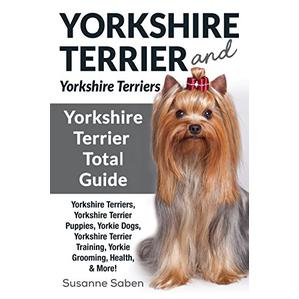 YORKSHIRE
TERRIER and
Yorkshire Terriers
Yorkshire
Terrier
Total
Guide
Yorkshire Terriers,
Yorkshire Terrier
Puppies, Yorkie Dogs,
Yorkshire Terrier
Training, Yorkie
Grooming, Health,
& More!
Susanne Saben